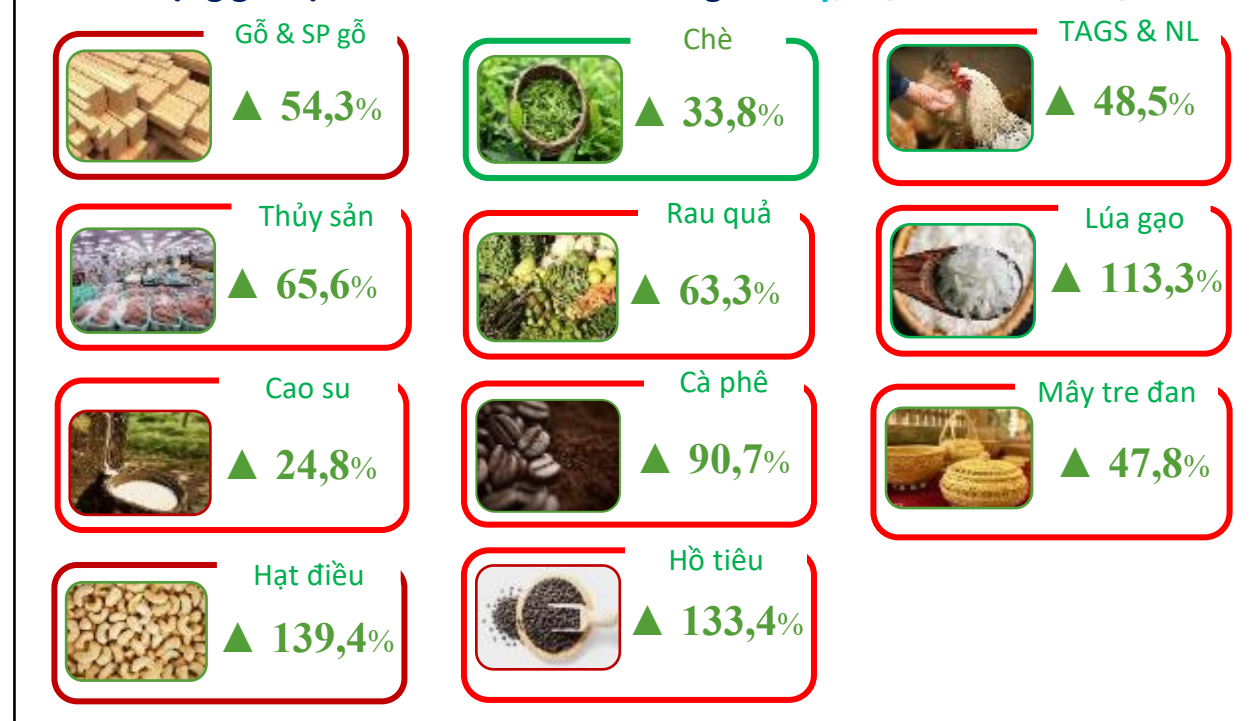 Gỗ & SP gỗ
▲ 54,3%
Chè
▲ 33,8%
TAGS & NL
▲ 48,5%
Thủy sản
▲ 65,6%
Rau quả
▲ 63,3%
Lúa gạo
▲ 113,3%
Cao su
▲ 24,8%
Cà phê
▲ 90,7%
Mây tre đan
▲ 47,8%
Hạt điều
▲ 139,4%
Hồ tiêu
▲ 133,4%